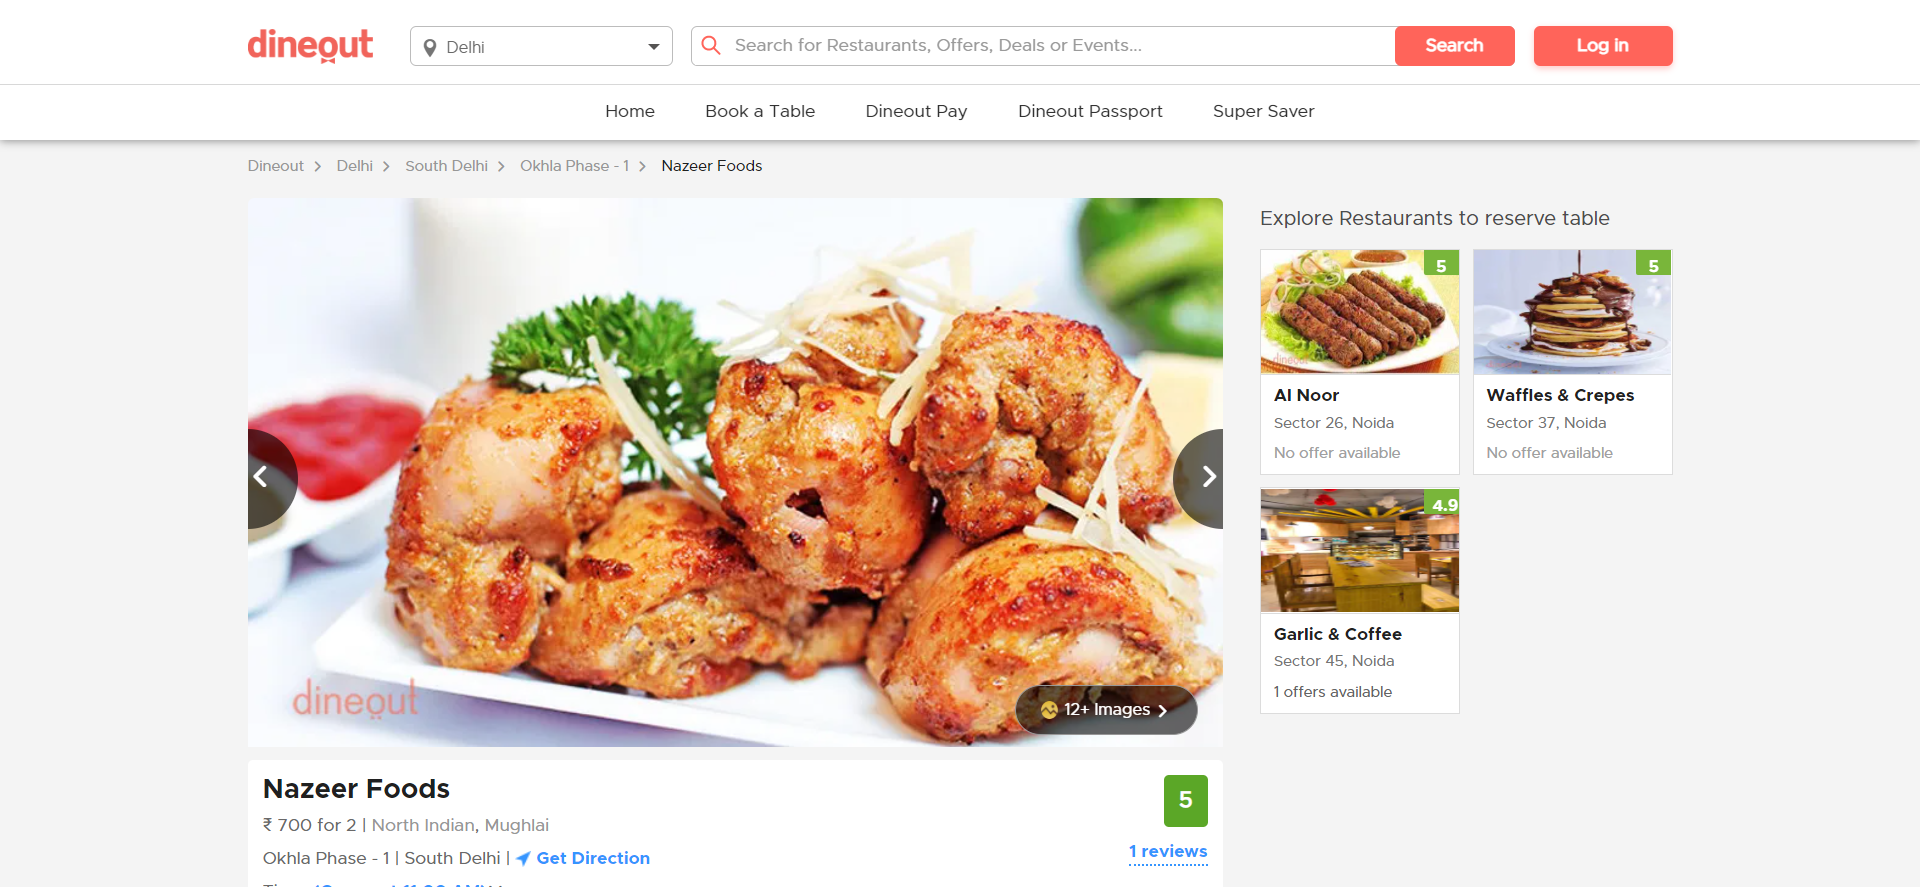 dineout
Delhi
Search for Restaurants, Offers, Deals or Events...
Search
Log in
Home
Book a Table
Dineout Pay
Dineout Passport
Super Saver
Dineout
Delhi
South Delhi
Okhla Phase - 1
Nazeer Foods
dineout
12+ Images
Explore Restaurants to reserve table
5
dineout
Al Noor
Sector 26, Noida
No offer available
5
Waffles & Crepes
Sector 37, Noida
No offer available
4.9
Garlic & Coffee
Sector 45, Noida
1 offers available
Nazeer Foods
5
₹ 700 for 2 | North Indian, Mughlai
Okhla Phase - 1 | South Delhi | Get Direction
1 reviews